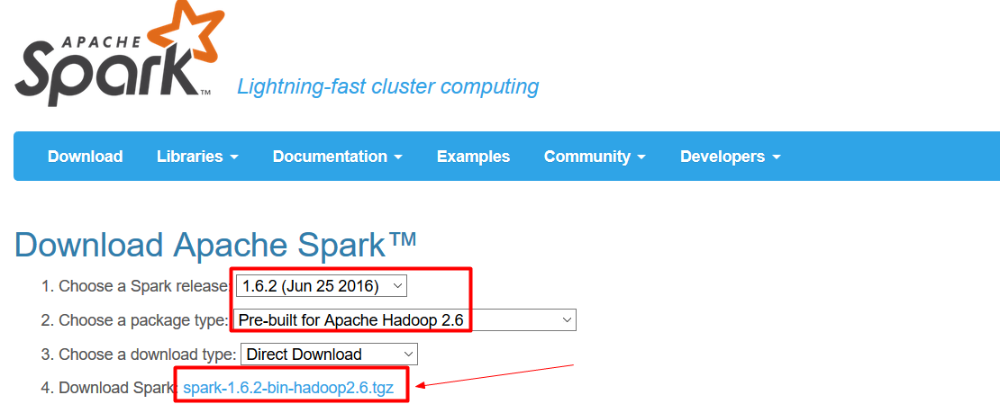 APACHE
Spark™
Lightning-fast cluster computing
Download Libraries Documentation Examples Community Developers
Download Apache Spark™
1. Choose a Spark release: 1.6.2 (Jun 25 2016)
2. Choose a package type: Pre-built for Apache Hadoop 2.6
3. Choose a download type: Direct Download
4. Download Spark: spark-1.6.2-bin-hadoop2.6.tgz